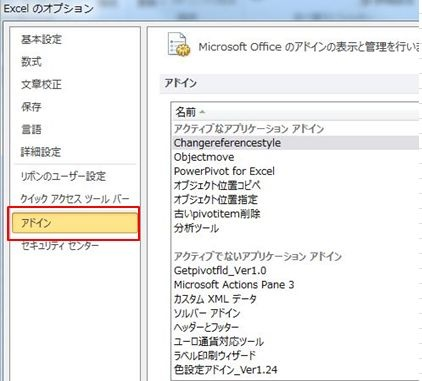 Excel のオプション
基本設定
数式
文章校正
保存
言語
詳細設定
リボンのユーザー設定
クイック アクセス ツール バー
アドイン
セキュリティ センター
Microsoft Office のアドインの表示と管理を行いま
アドイン
名前
アクティブなアプリケーション アドイン
Changereferencestyle
Objectmove
PowerPivot for Excel
オブジェクト位置コピペ
オブジェクト位置指定
古いpivotitem削除
分析ツール
アクティブでないアプリケーション アドイン
Getpivotfld_Ver1.0
Microsoft Actions Pane 3
カスタム XML データ
ソルバー アドイン
ヘッダーとフッター
ユーロ通貨対応ツール
ラベル印刷ウィザード
色設定アドイン_Ver1.24